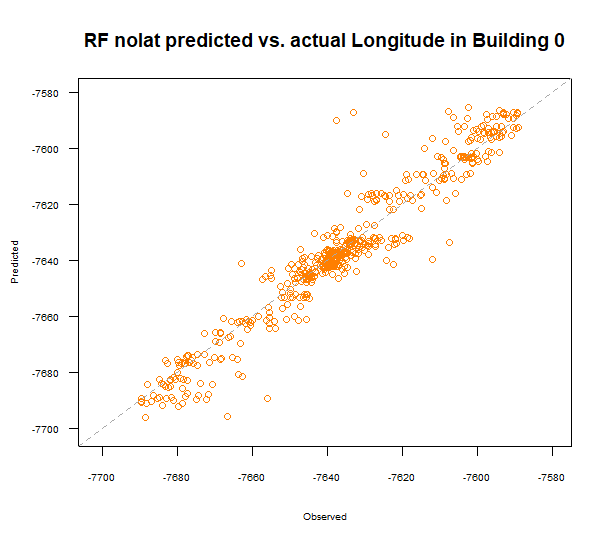 RF nolat predicted vs. actual Longitude in Building 0
-7580
-7600
-7620
-7640
-7660
-7680
-7700
Predicted
-7700 -7680 -7660 -7640 -7620 -7600 -7580
Observed